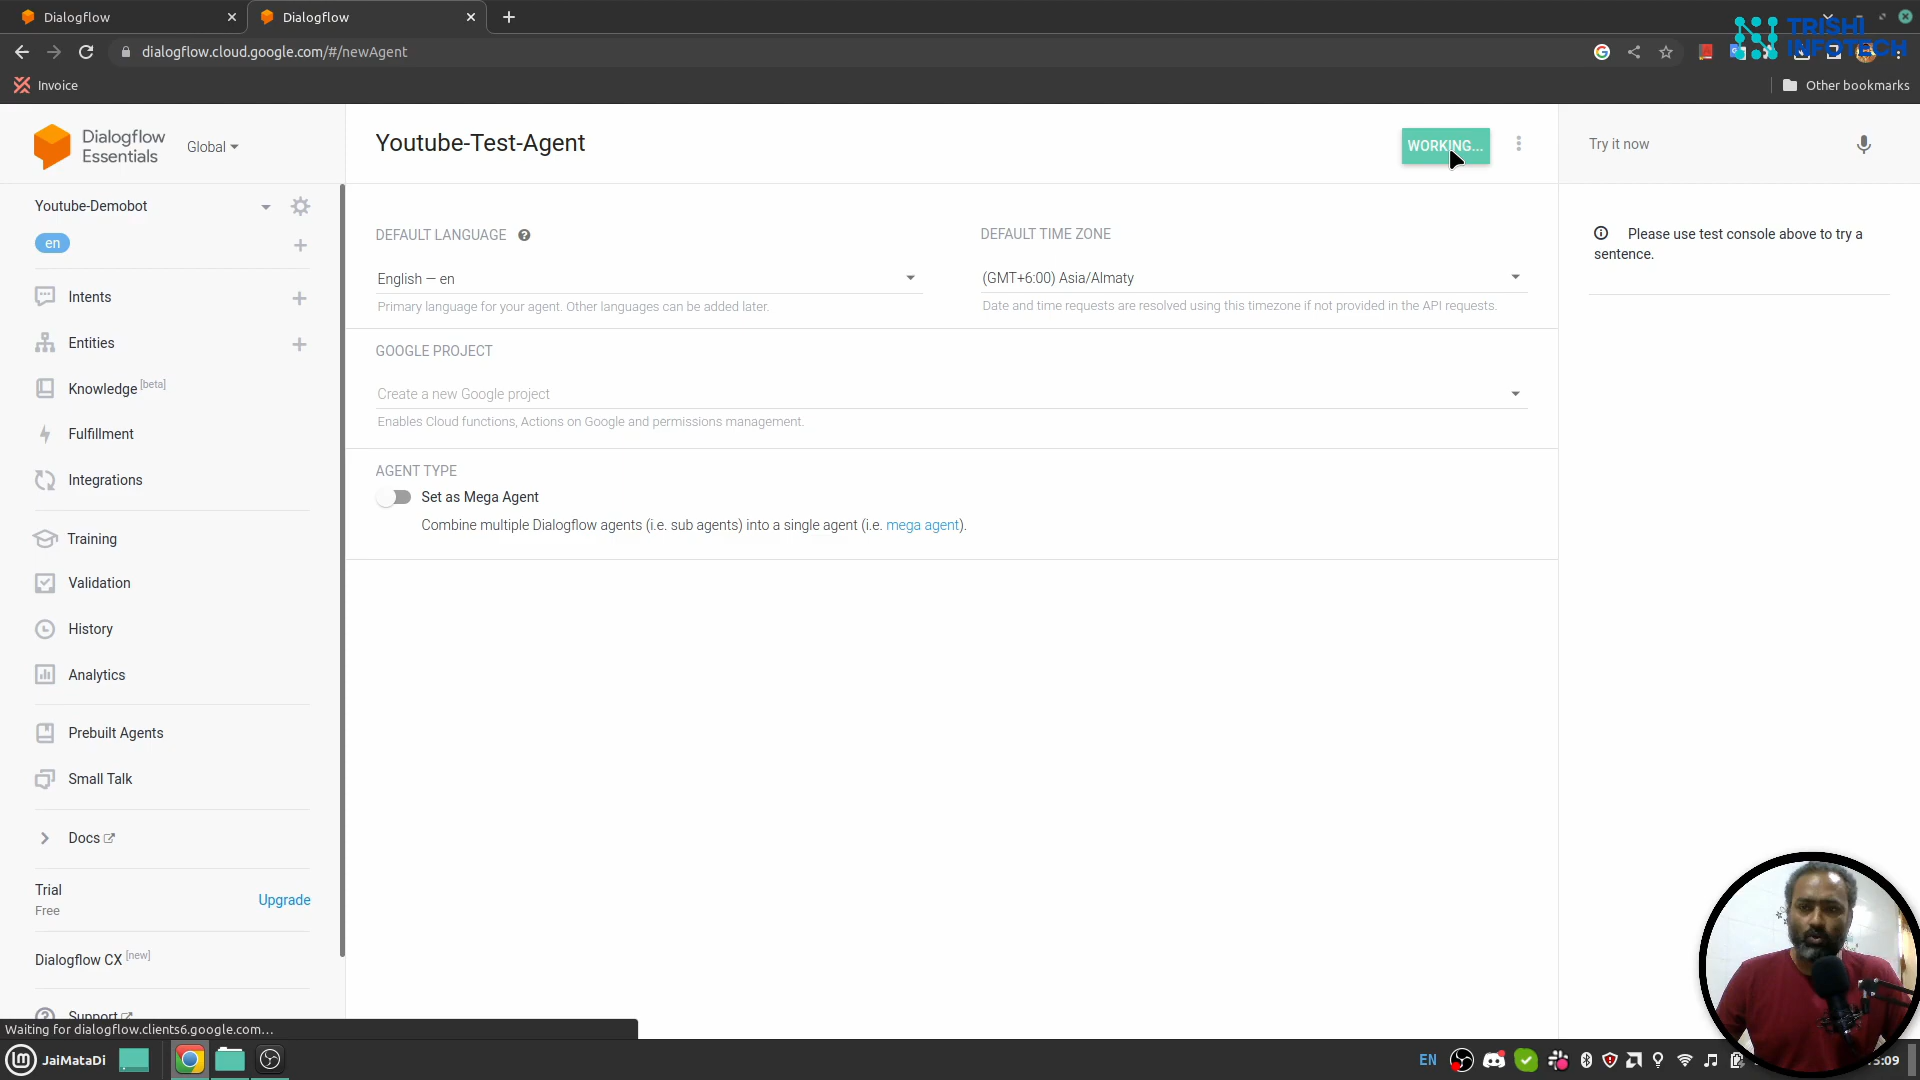 Dialogflow
Dialogflow
dialogflow.cloud.google.com/#/newAgent
TRISHI
INFOTECH
Invoice
Other bookmarks
Dialogflow
Essentials
Global
Youtube-Test-Agent
WORKING...
Try it now
Youtube-Demobot
en
Intents
Entities
Knowledge [beta]
Fulfillment
Integrations
Training
Validation
History
Analytics
Prebuilt Agents
Small Talk
Docs
Trial
Free
Upgrade
Dialogflow CX [new]
Support
DEFAULT LANGUAGE
English — en
Primary language for your agent. Other languages can be added later.
DEFAULT TIME ZONE
(GMT+6:00) Asia/Almaty
Date and time requests are resolved using this timezone if not provided in the API requests.
GOOGLE PROJECT
Create a new Google project
Enables Cloud functions, Actions on Google and permissions management.
AGENT TYPE
Set as Mega Agent
Combine multiple Dialogflow agents (i.e. sub agents) into a single agent (i.e. mega agent).
Please use test console above to try a
sentence.
Waiting for dialogflow.clients6.google.com...
JaiMataDi
EN